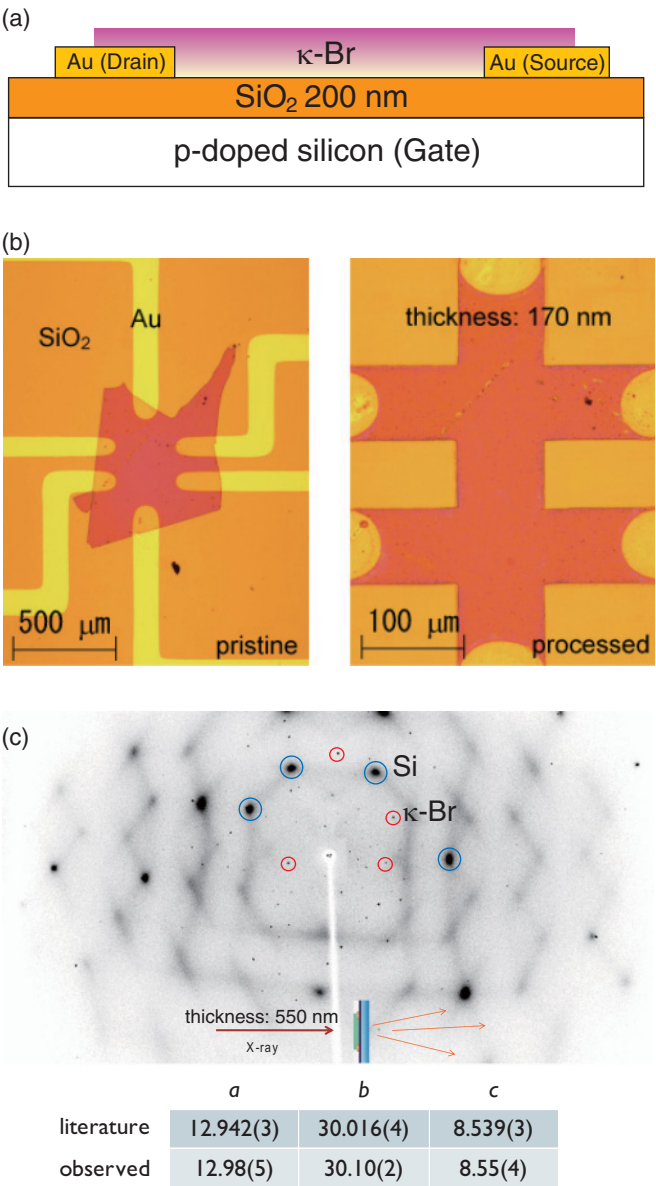 (a)
κ-Br
Au (Drain)
Au (Source)
SiO₂ 200 nm
p-doped silicon (Gate)
(b)
SiO₂
Au
500 μm
pristine
thickness: 170 nm
100 μm
processed
(c)
Si
κ-Br
thickness: 550 nm
X-ray
a b c
literature 12.942(3) 30.016(4) 8.539(3)
observed 12.98(5) 30.10(2) 8.55(4)